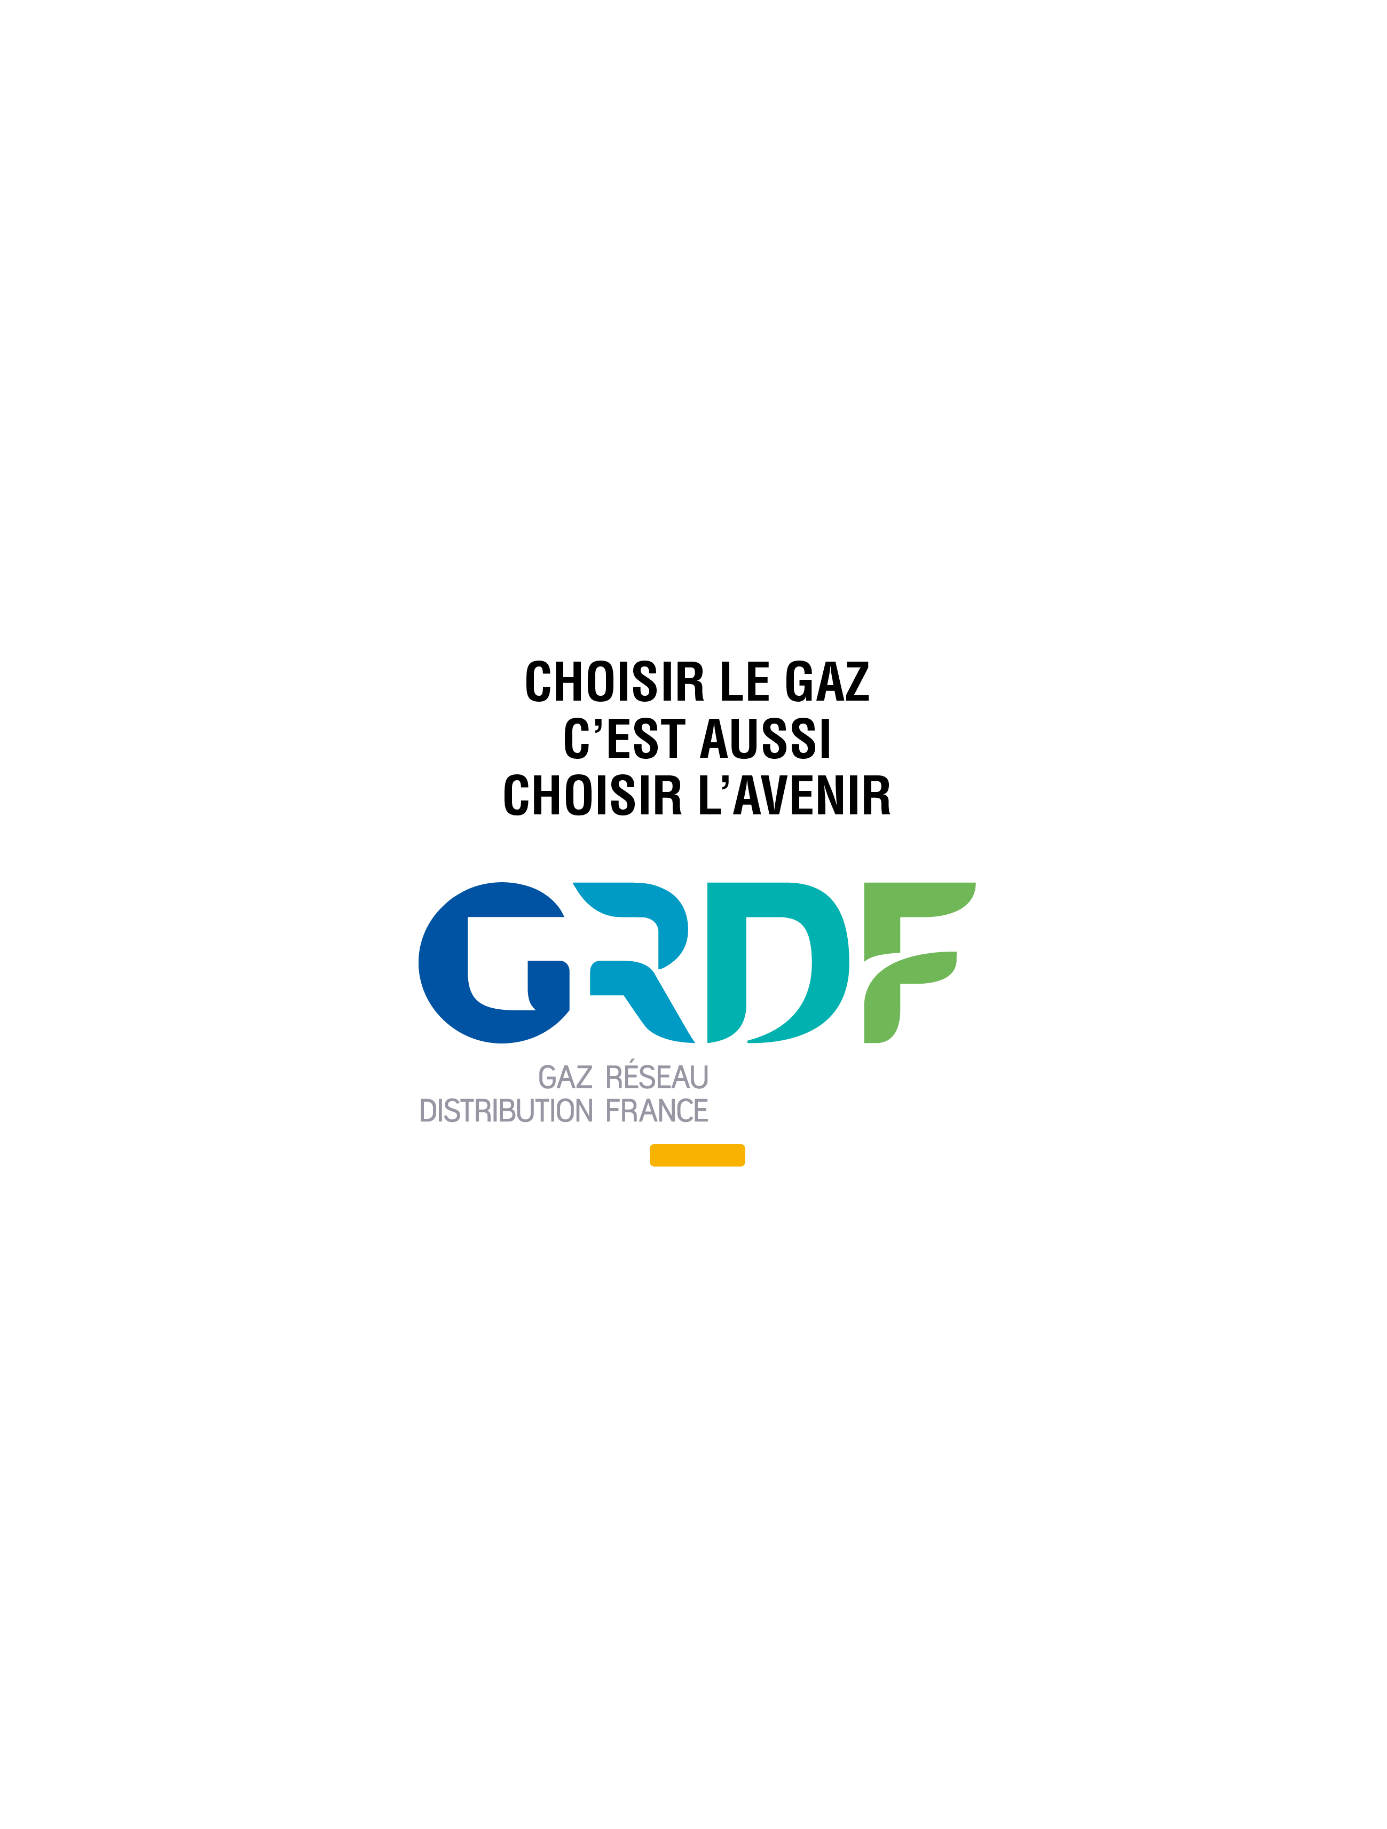 CHOISIR LE GAZ
C’EST AUSSI
CHOISIR L’AVENIR
GRDF
GAZ RÉSEAU
DISTRIBUTION FRANCE